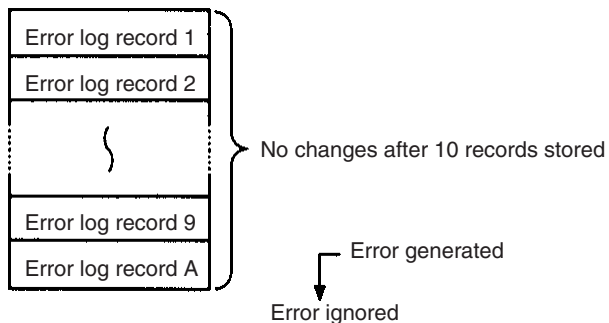 Error log record 1
Error log record 2
No changes after 10 records stored
Error log record 9
Error log record A
Error generated
Error ignored